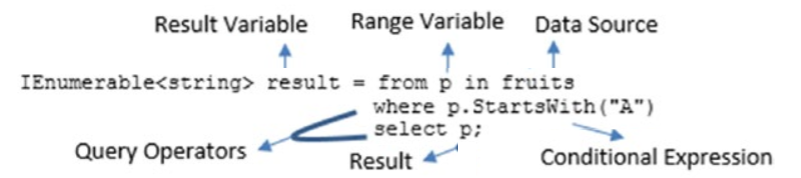 Result Variable Range Variable Data Source
IEnumerable<string> result = from p in fruits
where p.StartsWith("A")
select p;
Query Operators
Result
Conditional Expression